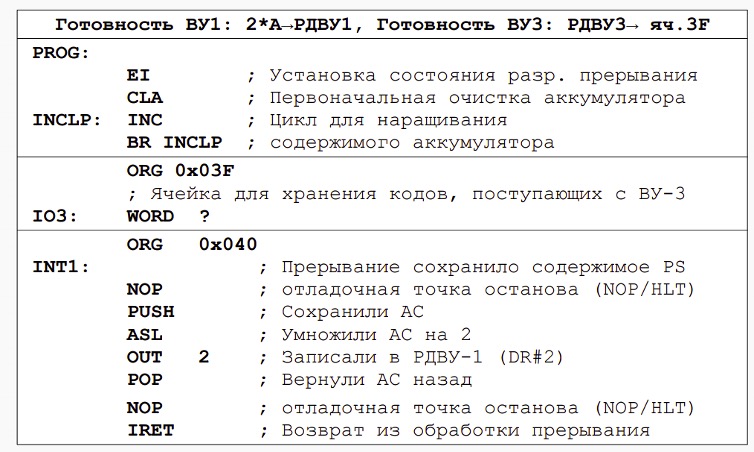 Готовность ВУ1: 2*А→РДВУ1, Готовность ВУ3: РДВУ3→ яч.3F
PROG:
EI ; Установка состояния разр. прерывания
CLA ; Первоначальная очистка аккумулятора
INCLP: INC ; Цикл для наращивания
BR INCLP ; содержимого аккумулятора
ORG 0x03F
; Ячейка для хранения кодов, поступающих с ВУ-3
IO3: WORD ?
ORG 0x040
INT1: ; Прерывание сохранило содержимое PS
NOP ; отладочная точка останова (NOP/HLT)
PUSH ; Сохранили АС
ASL ; Умножили АС на 2
OUT 2 ; Записали в РДВУ-1 (DR#2)
POP ; Вернули АС назад
NOP ; отладочная точка останова (NOP/HLT)
IRET ; Возврат из обработки прерывания